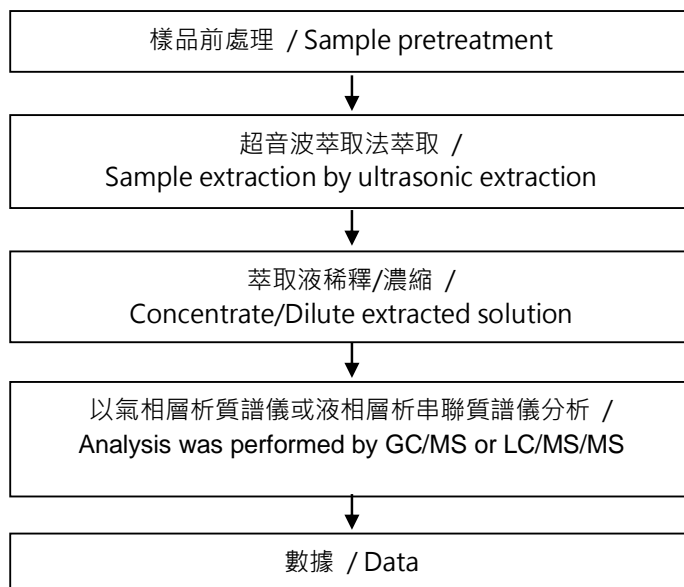 樣品前處理 / Sample pretreatment
超音波萃取法萃取 /
Sample extraction by ultrasonic extraction
萃取液稀釋/濃縮 /
Concentrate/Dilute extracted solution
以氣相層析質譜儀或液相層析串聯質譜儀分析 /
Analysis was performed by GC/MS or LC/MS/MS
數據 / Data